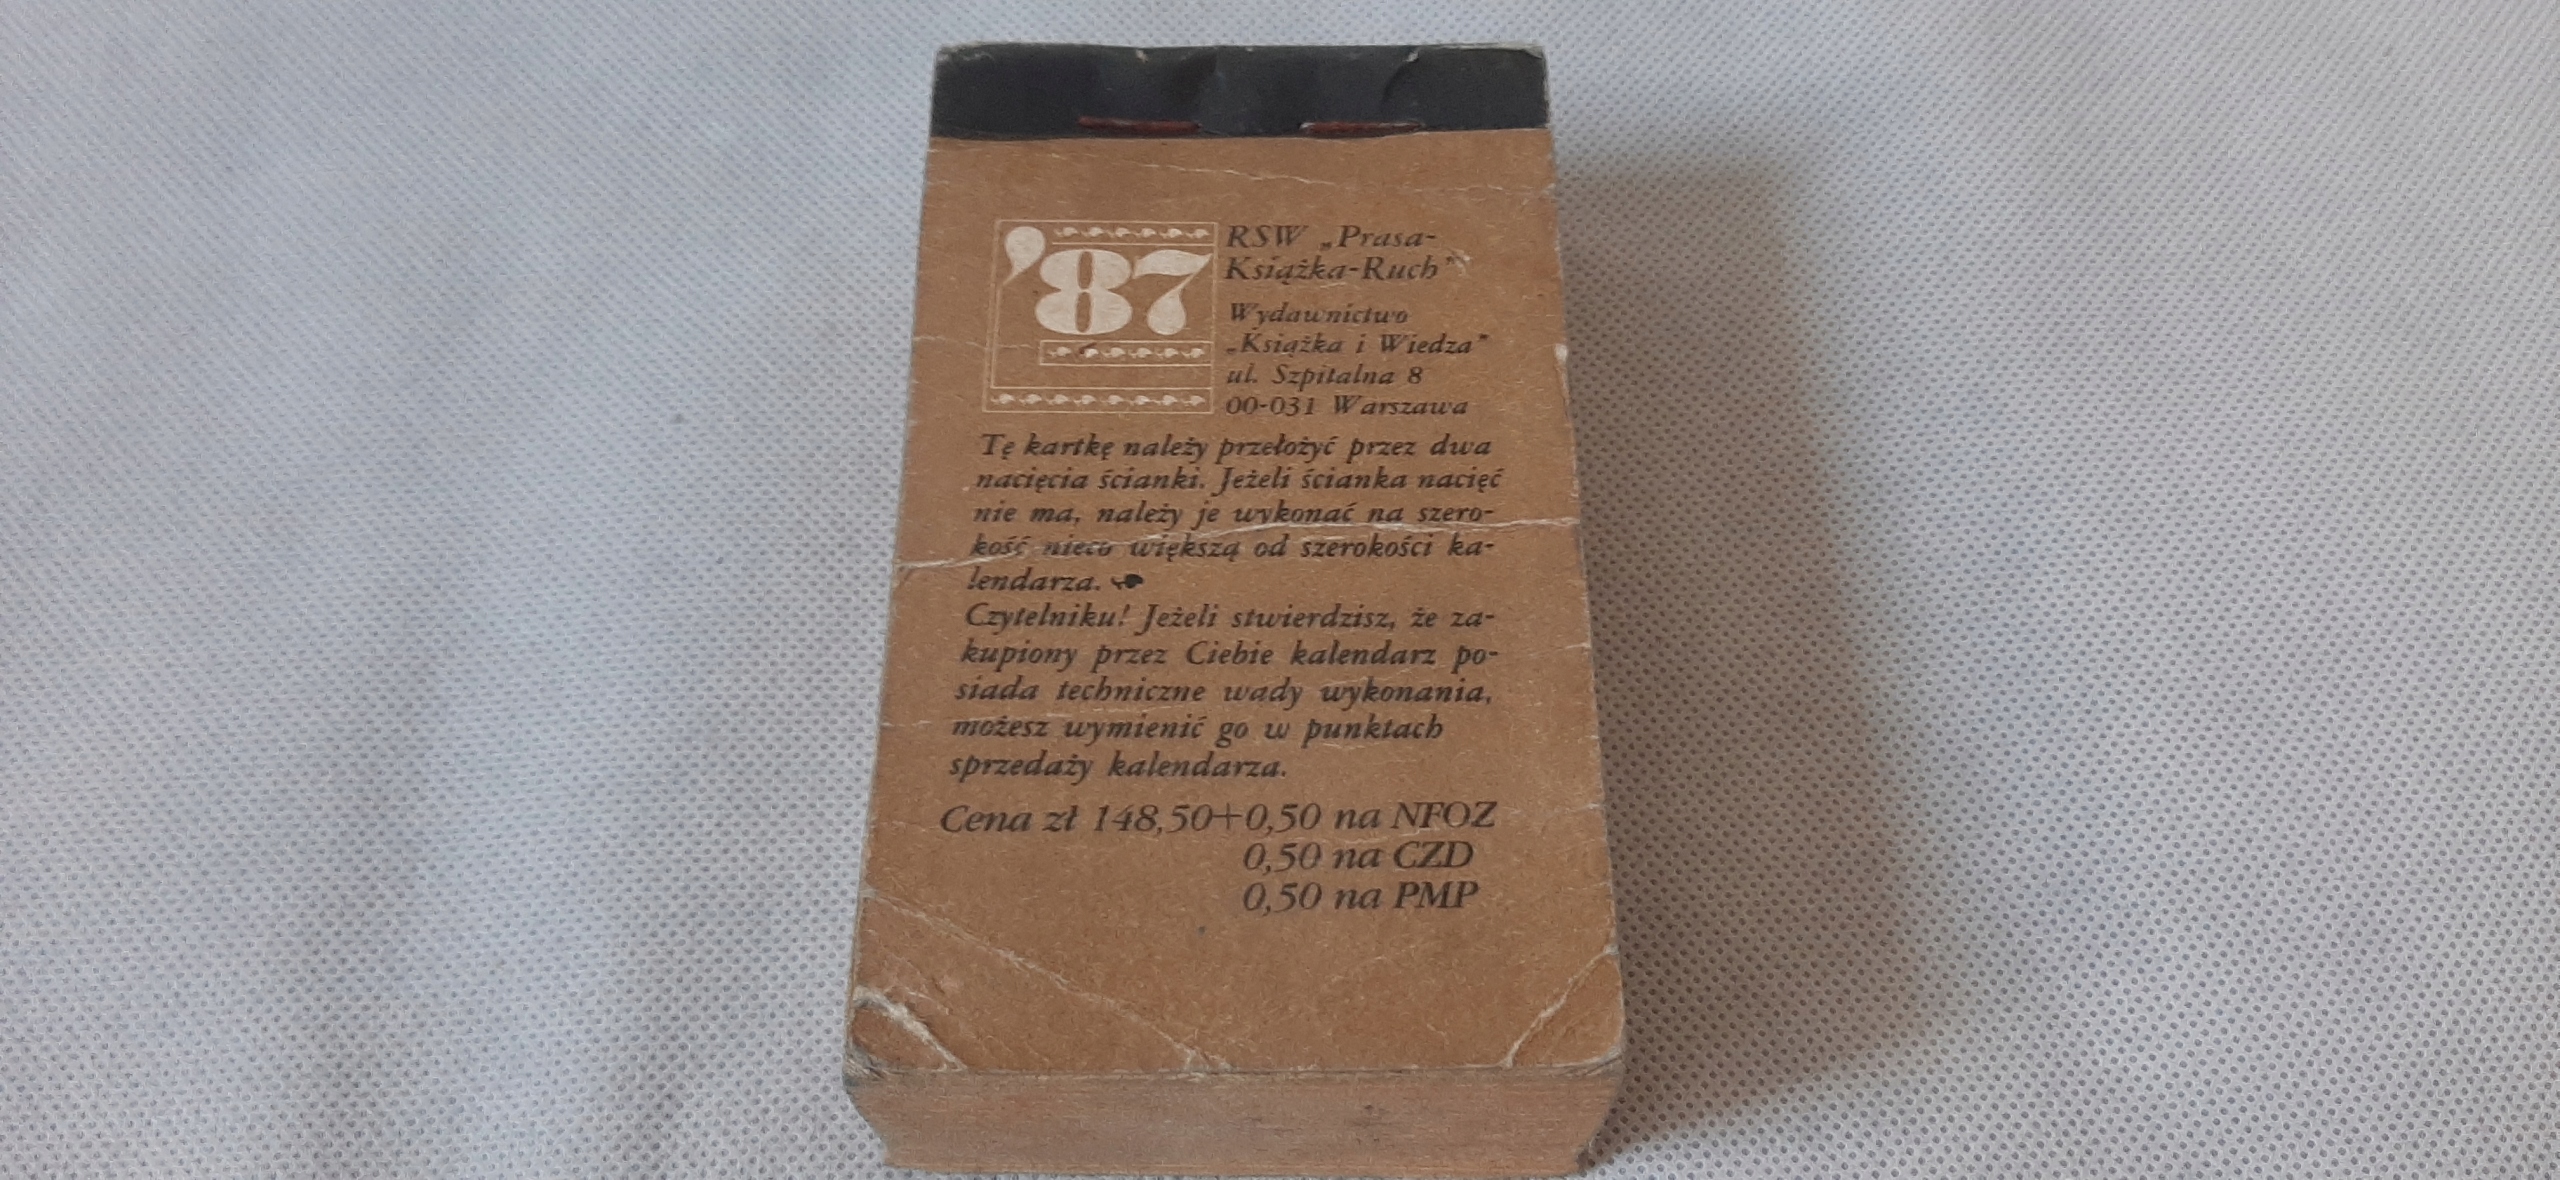 '87
RSW „Prasa-
Książka-Ruch”
Wydawnictwo
„Książka i Wiedza”
ul. Szpitalna 8
00-031 Warszawa
Tę kartkę należy przełożyć przez dwa
nacięcia ścianki. Jeżeli ścianka nacięć
nie ma, należy je wykonać na szero-
kość nieco większą od szerokości ka-
lendarza.
Czytelniku! Jeżeli stwierdzisz, że za-
kupiony przez Ciebie kalendarz po-
siada techniczne wady wykonania,
możesz wymienić go w punktach
sprzedaży kalendarza.
Cena zł 148,50+0,50 na NFOZ
0,50 na CZD
0,50 na PMP